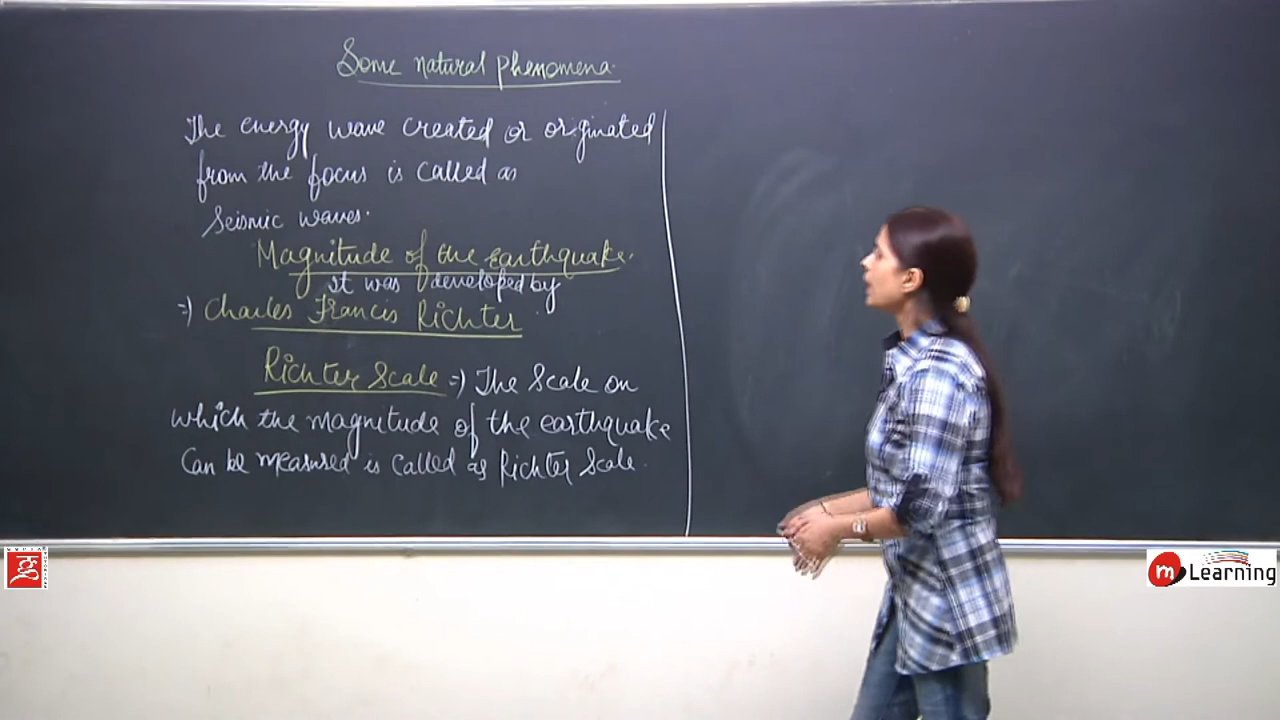 Some natural phenomena.
The energy wave created or originated
from the focus is called as
Seismic waves.
Magnitude of the Earthquake.
It was developed by
=) Charles Francis Richter
Richter Scale =) The Scale on
which the magnitude of the earthquake
Can be measured is called as Richter Scale.
m Learning